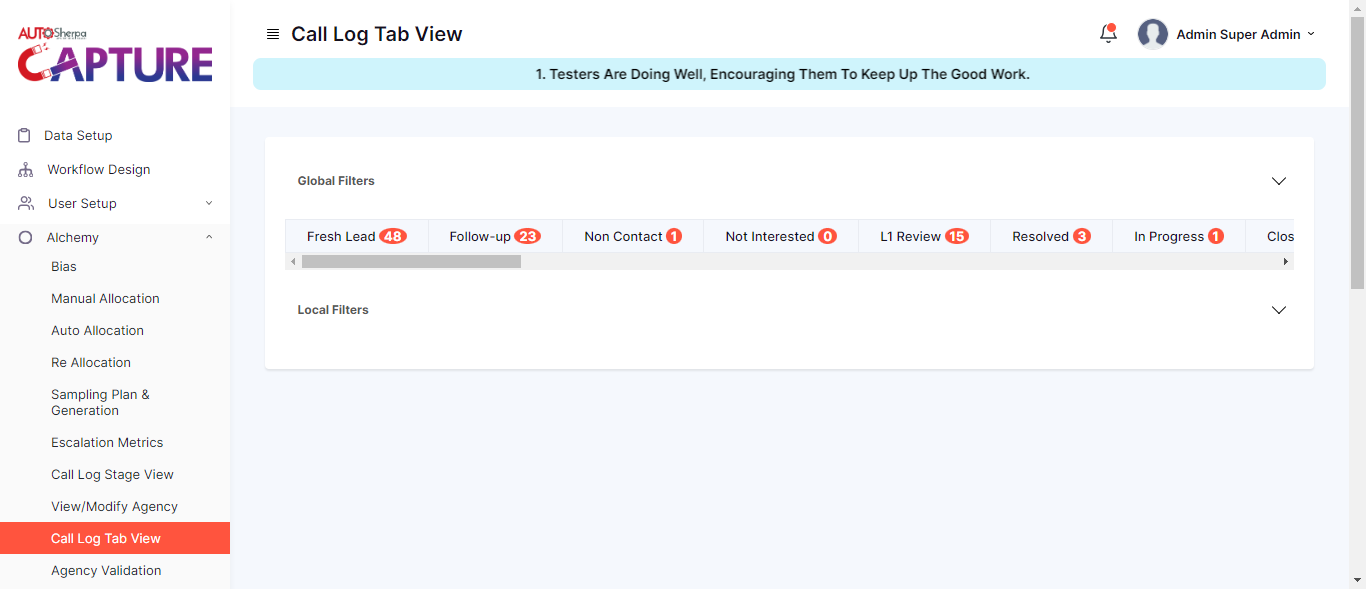 AUTOSherpa
CAPTURE
Data Setup
Workflow Design
User Setup
Alchemy
Bias
Manual Allocation
Auto Allocation
Re Allocation
Sampling Plan &
Generation
Escalation Metrics
Call Log Stage View
View/Modify Agency
Call Log Tab View
Agency Validation
Call Log Tab View
Admin Super Admin
1. Testers Are Doing Well, Encouraging Them To Keep Up The Good Work.
Global Filters
Fresh Lead 48 Follow-up 23 Non Contact 1 Not Interested 0 L1 Review 15 Resolved 3 In Progress 1 Clos
Local Filters